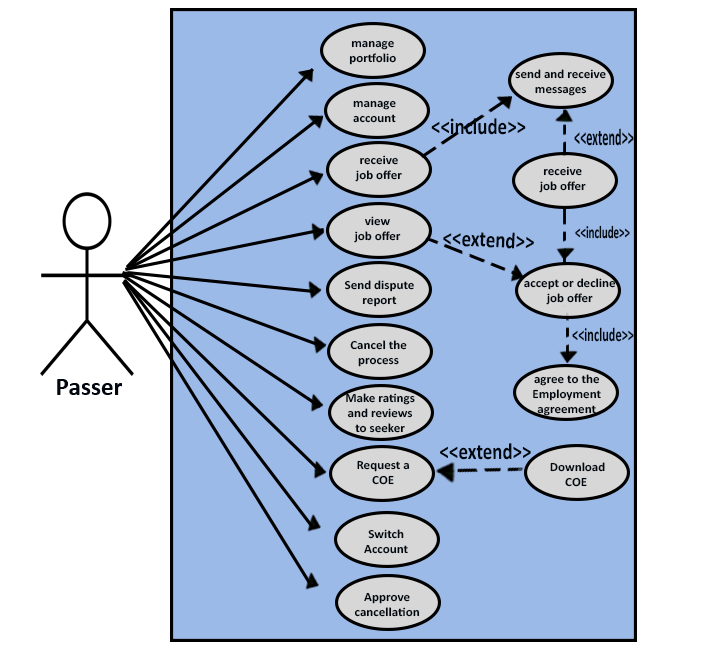 manage
portfolio
send and receive
messages
manage
account
<<include>>
<<extend>>
receive
job offer
receive
job offer
view
job offer
<<extend>>
<<include>>
Send dispute
report
accept or decline
job offer
<<include>>
Cancel the
process
Passer
agree to the
Employment
agreement
Make ratings
and reviews
to seeker
<<extend>>
Request a
COE
Download
COE
Switch
Account
Approve
cancellation